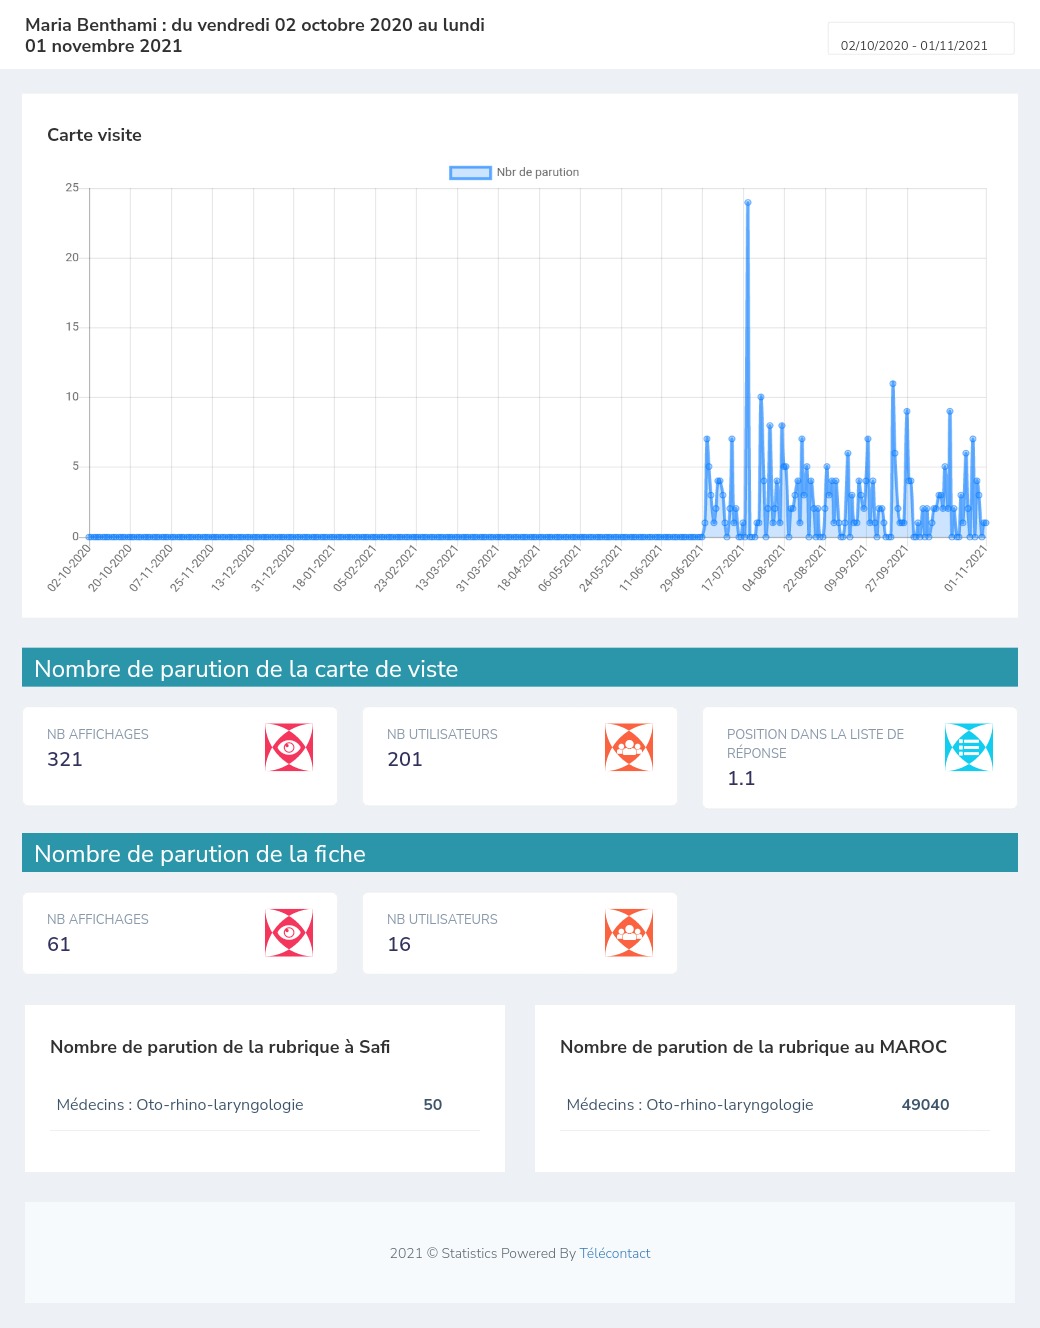 Maria Benthami : du vendredi 02 octobre 2020 au lundi
01 novembre 2021
02/10/2020 - 01/11/2021
Carte visite
Nbr de parution
25
20
15
10
5
0
02-10-2020
20-10-2020
07-11-2020
25-11-2020
13-12-2020
31-12-2020
18-01-2021
05-02-2021
23-02-2021
13-03-2021
31-03-2021
18-04-2021
06-05-2021
24-05-2021
11-06-2021
29-06-2021
17-07-2021
04-08-2021
22-08-2021
09-09-2021
27-09-2021
01-11-2021
Nombre de parution de la carte de viste
NB AFFICHAGES
321
NB UTILISATEURS
201
POSITION DANS LA LISTE DE
RÉPONSE
1.1
Nombre de parution de la fiche
NB AFFICHAGES
61
NB UTILISATEURS
16
Nombre de parution de la rubrique à Safi
Médecins : Oto-rhino-laryngologie 50
Nombre de parution de la rubrique au MAROC
Médecins : Oto-rhino-laryngologie 49040
2021 © Statistics Powered By Télécontact